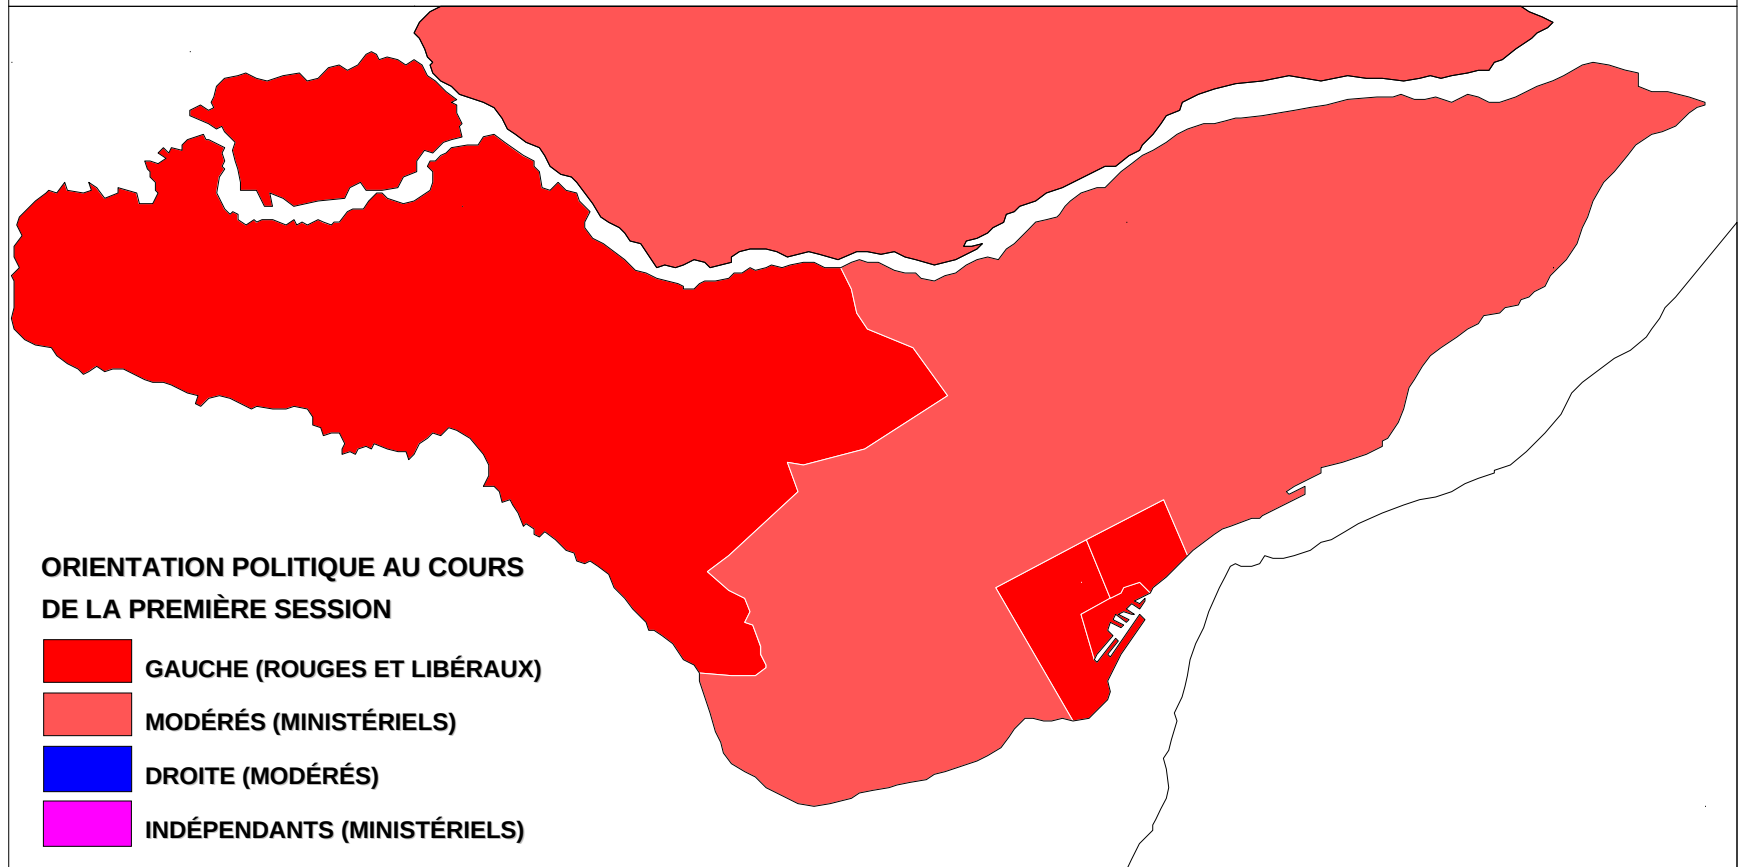 ORIENTATION POLITIQUE AU COURS
DE LA PREMIÈRE SESSION
GAUCHE (ROUGES ET LIBÉRAUX)
MODÉRÉS (MINISTÉRIELS)
DROITE (MODÉRÉS)
INDÉPENDANTS (MINISTÉRIELS)